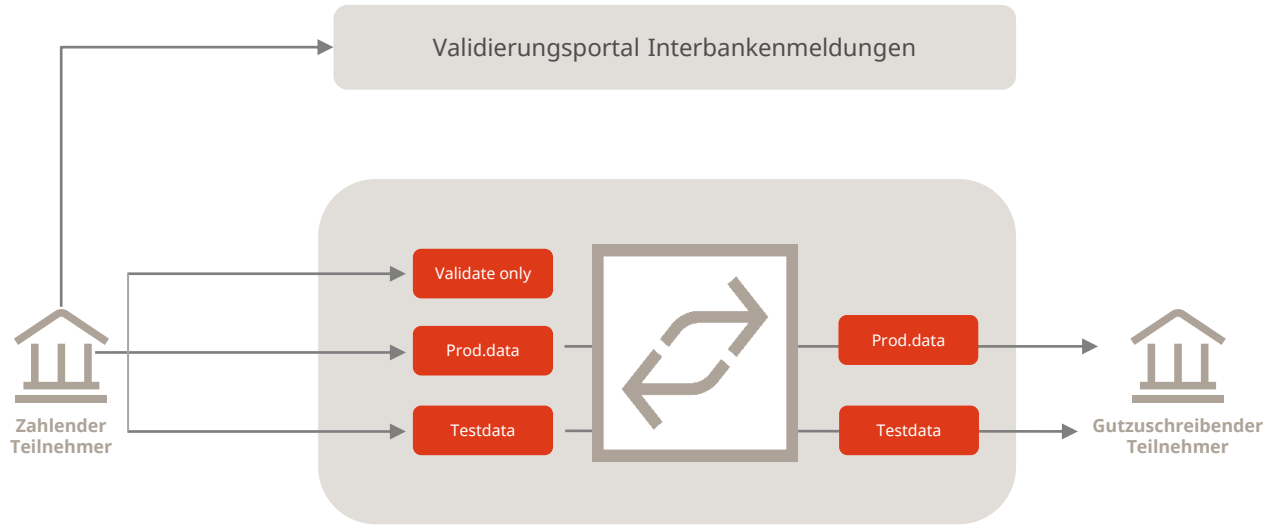 Validierungsportal Interbankenmeldungen
Validate only
Prod.data
Prod.data
Testdata
Testdata
Zahlender
Teilnehmer
Gutzuschreibender
Teilnehmer